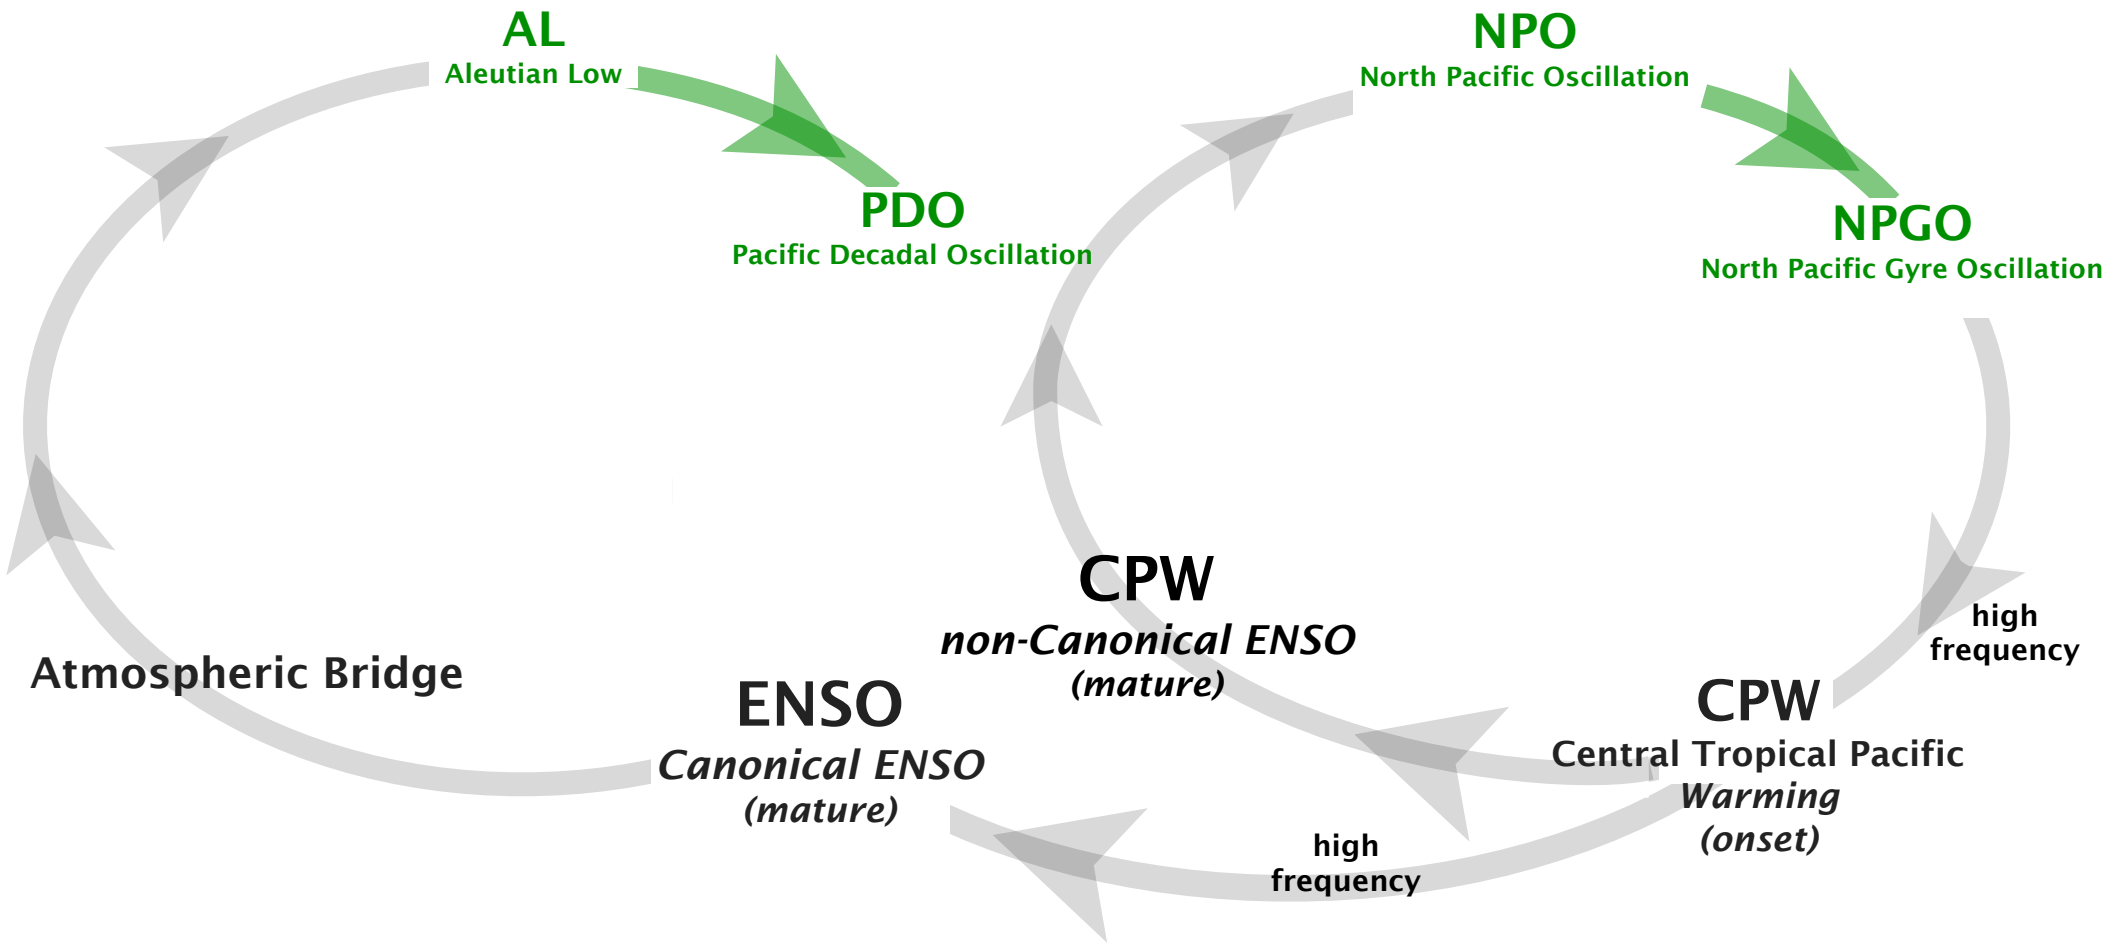 AL
Aleutian Low
PDO
Pacific Decadal Oscillation
NPO
North Pacific Oscillation
NPGO
North Pacific Gyre Oscillation
high
frequency
CPW
Central Tropical Pacific
Warming
(onset)
CPW
non-Canonical ENSO
(mature)
high
frequency
ENSO
Canonical ENSO
(mature)
Atmospheric Bridge